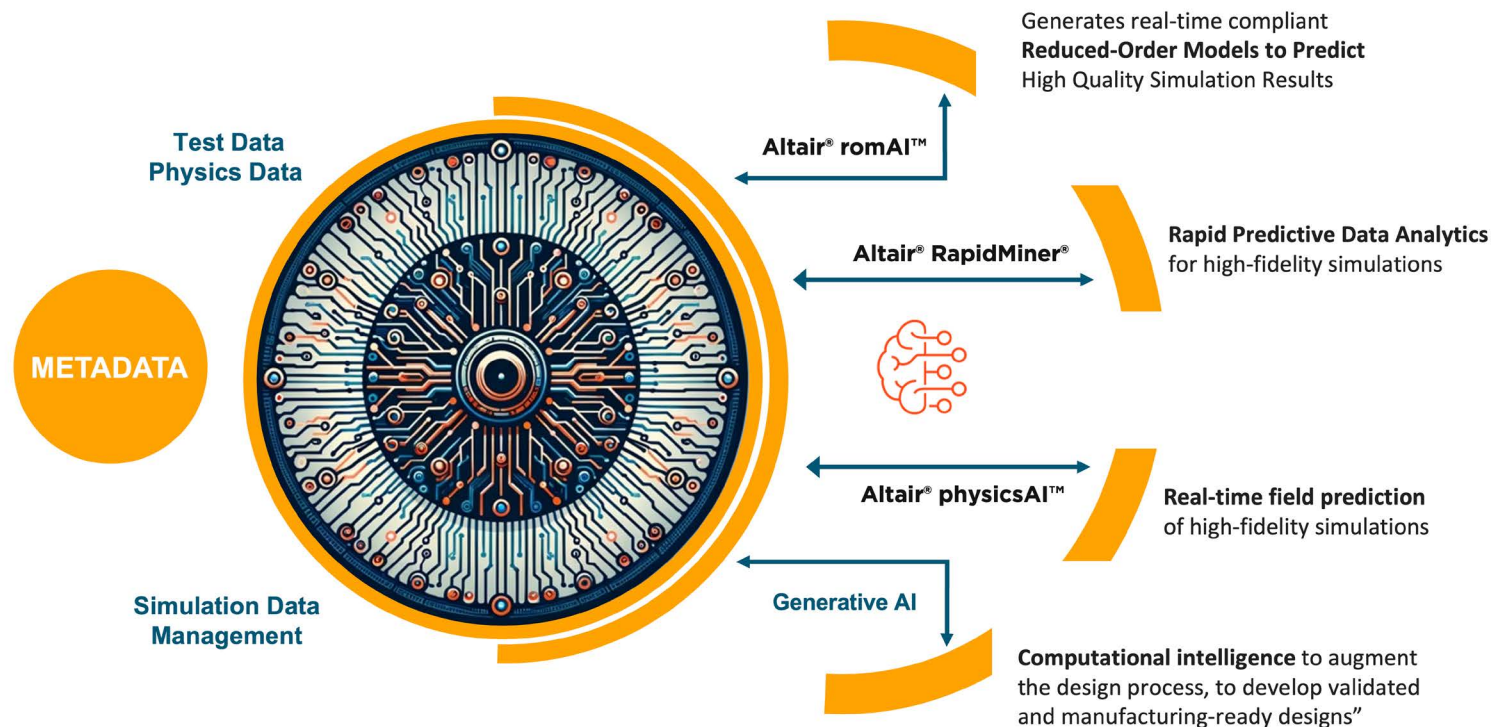 Generates real-time compliant
Reduced-Order Models to Predict
High Quality Simulation Results
Test Data
Physics Data
Altair® romAI™
Altair® RapidMiner®
Rapid Predictive Data Analytics
for high-fidelity simulations
METADATA
Altair® physicsAI™
Real-time field prediction
of high-fidelity simulations
Simulation Data
Management
Generative AI
Computational intelligence to augment
the design process, to develop validated
and manufacturing-ready designs”